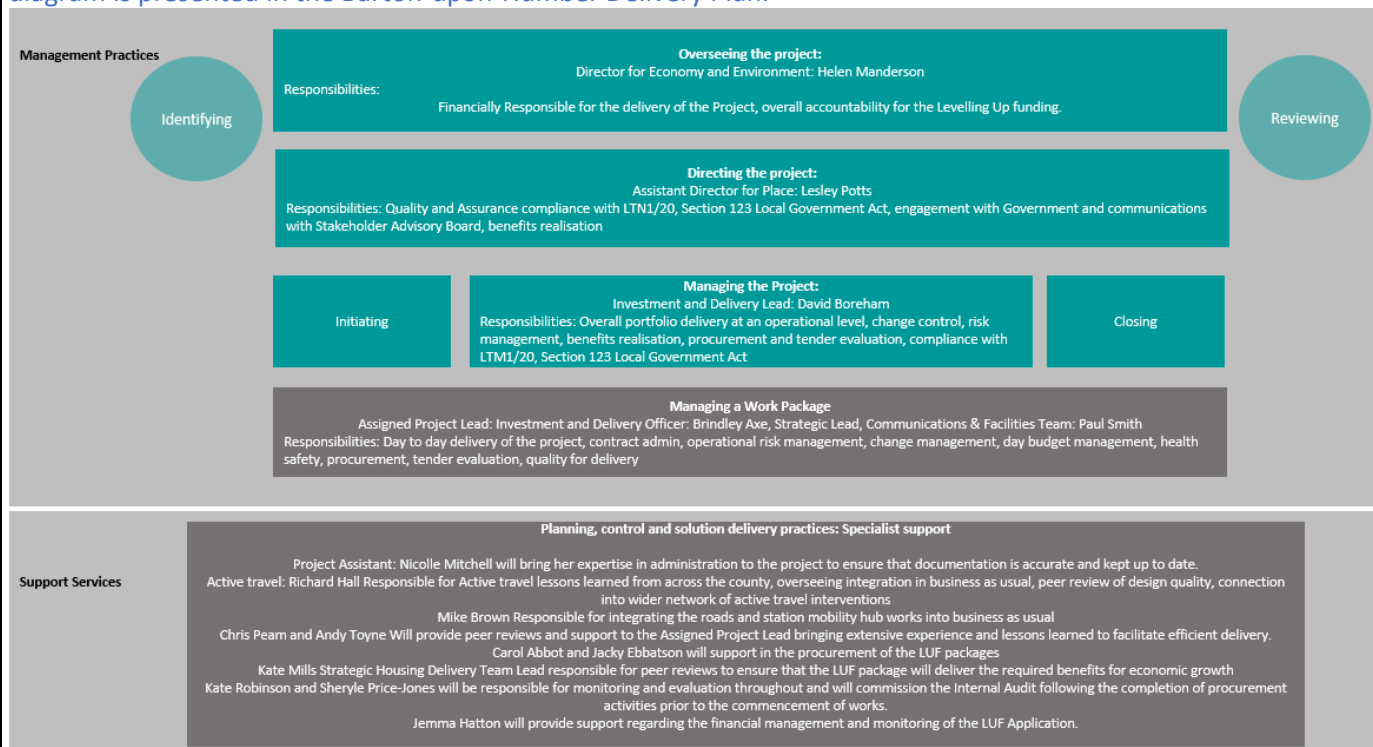 diagram is presented in the Barton-upon-Humber Delivery Plan.
Management Practices
Identifying
Overseeing the project:
Director for Economy and Environment: Helen Manderson
Responsibilities:
Financially Responsible for the delivery of the Project, overall accountability for the Levelling Up funding.
Reviewing
Directing the project:
Assistant Director for Place: Lesley Potts
Responsibilities: Quality and Assurance compliance with LTN1/20, Section 123 Local Government Act, engagement with Government and communications
with Stakeholder Advisory Board, benefits realisation
Initiating
Managing the Project:
Investment and Delivery Lead: David Boreham
Responsibilities: Overall portfolio delivery at an operational level, change control, risk
management, benefits realisation, procurement and tender evaluation, compliance with
LTM1/20, Section 123 Local Government Act
Closing
Managing a Work Package
Assigned Project Lead: Investment and Delivery Officer: Brindley Axe, Strategic Lead, Communications & Facilities Team: Paul Smith
Responsibilities: Day to day delivery of the project, contract admin, operational risk management, change management, day budget management, health
safety, procurement, tender evaluation, quality for delivery
Support Services
Planning, control and solution delivery practices: Specialist support
Project Assistant: Nicolle Mitchell will bring her expertise in administration to the project to ensure that documentation is accurate and kept up to date.
Active travel: Richard Hall Responsible for Active travel lessons learned from across the county, overseeing integration in business as usual, peer review of design quality, connection
into wider network of active travel interventions
Mike Brown Responsible for integrating the roads and station mobility hub works into business as usual
Chris Peam and Andy Toyne Will provide peer reviews and support to the Assigned Project Lead bringing extensive experience and lessons learned to facilitate efficient delivery.
Carol Abbot and Jacky Ebbatson will support in the procurement of the LUF packages
Kate Mills Strategic Housing Delivery Team Lead responsible for peer reviews to ensure that the LUF package will deliver the required benefits for economic growth
Kate Robinson and Sheryle Price-Jones will be responsible for monitoring and evaluation throughout and will commission the Internal Audit following the completion of procurement
activities prior to the commencement of works.
Jemma Hatton will provide support regarding the financial management and monitoring of the LUF Application.